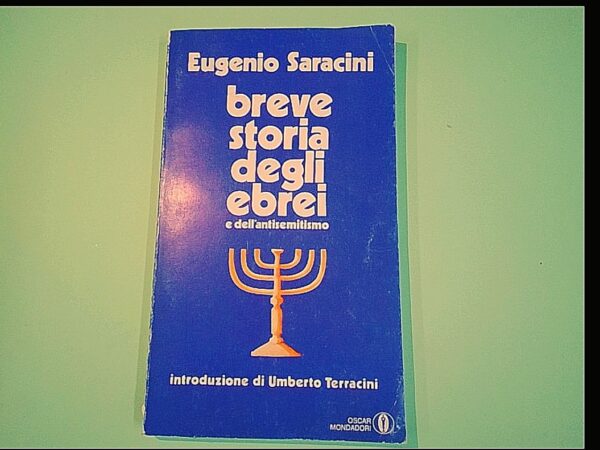 Eugenio Saracini
breve
storia
degli
ebrei
e dell'antisemitismo
introduzione di Umberto Terracini
OSCAR
MONDADORI